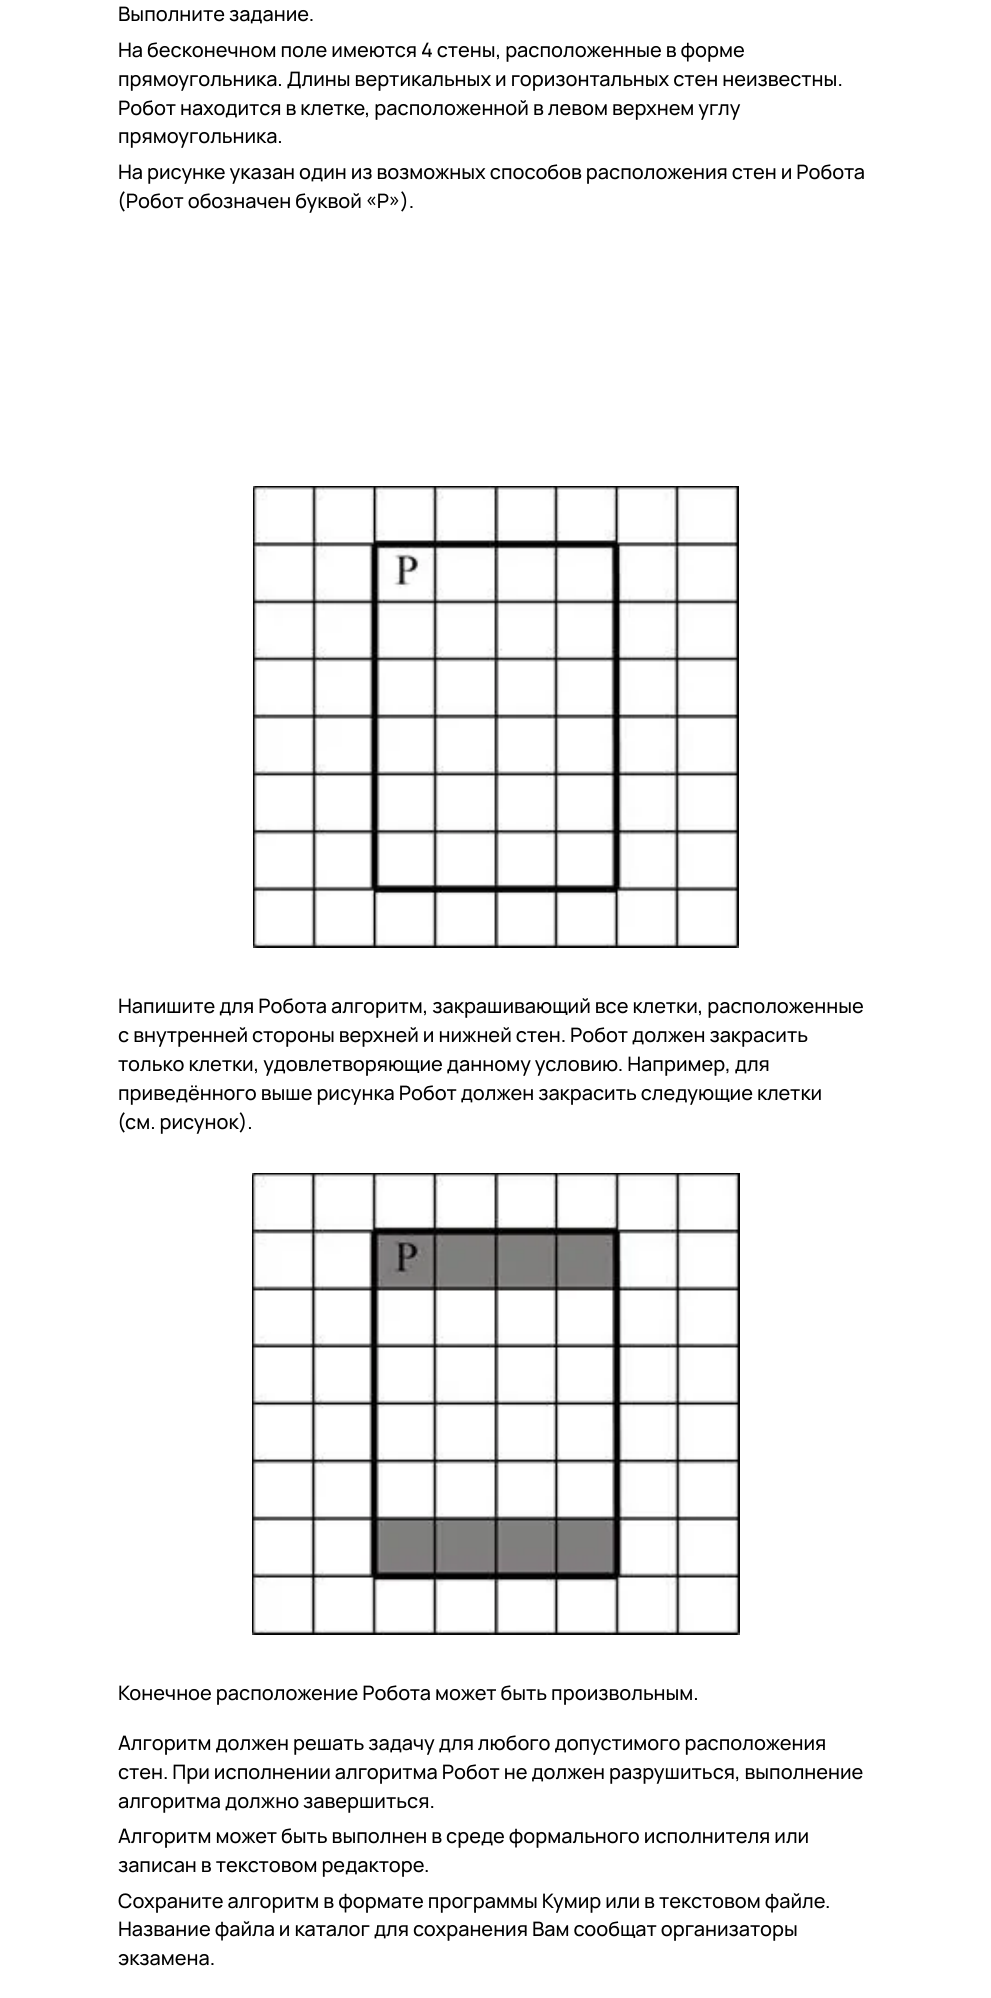 Выполните задание.
На бесконечном поле имеются 4 стены, расположенные в форме
прямоугольника. Длины вертикальных и горизонтальных стен неизвестны.
Робот находится в клетке, расположенной в левом верхнем углу
прямоугольника.
На рисунке указан один из возможных способов расположения стен и Робота
(Робот обозначен буквой «Р»).
Р
Напишите для Робота алгоритм, закрашивающий все клетки, расположенные
с внутренней стороны верхней и нижней стен. Робот должен закрасить
только клетки, удовлетворяющие данному условию. Например, для
приведённого выше рисунка Робот должен закрасить следующие клетки
(см. рисунок).
Р
Конечное расположение Робота может быть произвольным.
Алгоритм должен решать задачу для любого допустимого расположения
стен. При исполнении алгоритма Робот не должен разрушиться, выполнение
алгоритма должно завершиться.
Алгоритм может быть выполнен в среде формального исполнителя или
записан в текстовом редакторе.
Сохраните алгоритм в формате программы Кумир или в текстовом файле.
Название файла и каталог для сохранения Вам сообщат организаторы
экзамена.